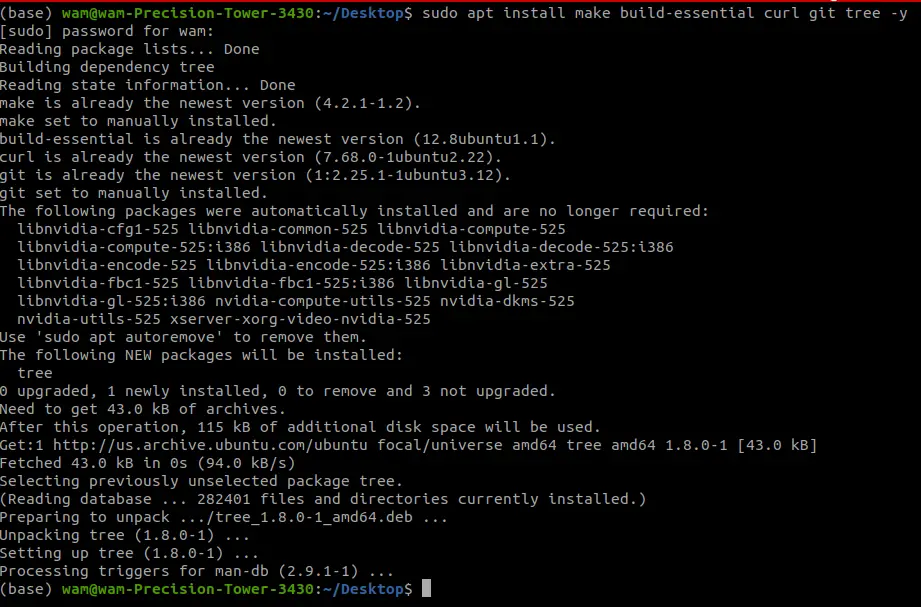 (base) wam@wam-Precision-Tower-3430:~/Desktop$ sudo apt install make build-essential curl git tree -y
[sudo] password for wam:
Reading package lists... Done
Building dependency tree
Reading state information... Done
make is already the newest version (4.2.1-1.2).
make set to manually installed.
build-essential is already the newest version (12.8ubuntu1.1).
curl is already the newest version (7.68.0-1ubuntu2.22).
git is already the newest version (1:2.25.1-1ubuntu3.12).
git set to manually installed.
The following packages were automatically installed and are no longer required:
  libnvidia-cfg1-525 libnvidia-common-525 libnvidia-compute-525
  libnvidia-compute-525:i386 libnvidia-decode-525 libnvidia-decode-525:i386
  libnvidia-encode-525 libnvidia-encode-525:i386 libnvidia-extra-525
  libnvidia-fbc1-525 libnvidia-fbc1-525:i386 libnvidia-gl-525
  libnvidia-gl-525:i386 nvidia-compute-utils-525 nvidia-dkms-525
  nvidia-utils-525 xserver-xorg-video-nvidia-525
Use 'sudo apt autoremove' to remove them.
The following NEW packages will be installed:
  tree
0 upgraded, 1 newly installed, 0 to remove and 3 not upgraded.
Need to get 43.0 kB of archives.
After this operation, 115 kB of additional disk space will be used.
Get:1 http://us.archive.ubuntu.com/ubuntu focal/universe amd64 tree amd64 1.8.0-1 [43.0 kB]
Fetched 43.0 kB in 0s (94.0 kB/s)
Selecting previously unselected package tree.
(Reading database ... 282401 files and directories currently installed.)
Preparing to unpack .../tree_1.8.0-1_amd64.deb ...
Unpacking tree (1.8.0-1) ...
Setting up tree (1.8.0-1) ...
Processing triggers for man-db (2.9.1-1) ...
(base) wam@wam-Precision-Tower-3430:~/Desktop$